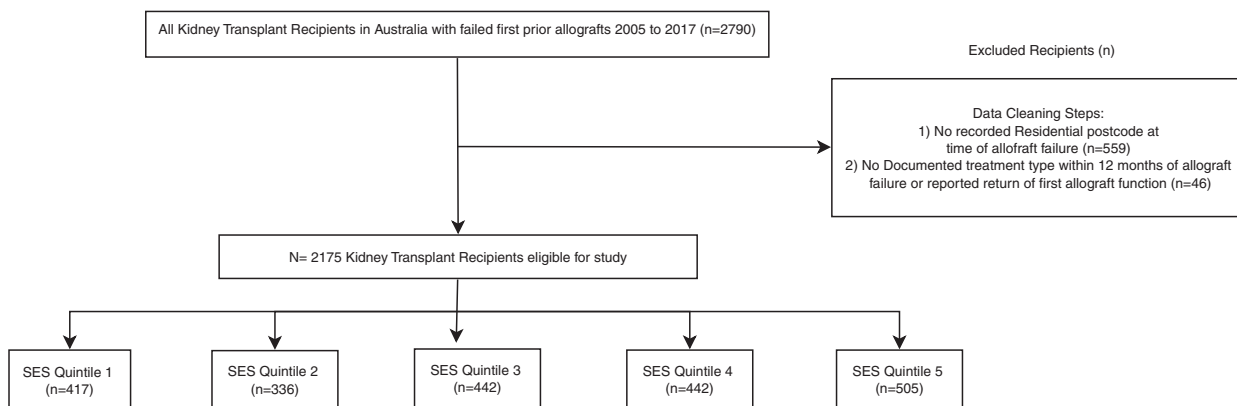 All Kidney Transplant Recipients in Australia with failed first prior allografts 2005 to 2017 (n=2790)
Excluded Recipients (n)
Data Cleaning Steps:
1) No recorded Residential postcode at
time of allofraft failure (n=559)
2) No Documented treatment type within 12 months of allograft
failure or reported return of first allograft function (n=46)
N= 2175 Kidney Transplant Recipients eligible for study
SES Quintile 1
(n=417)
SES Quintile 2
(n=336)
SES Quintile 3
(n=442)
SES Quintile 4
(n=442)
SES Quintile 5
(n=505)